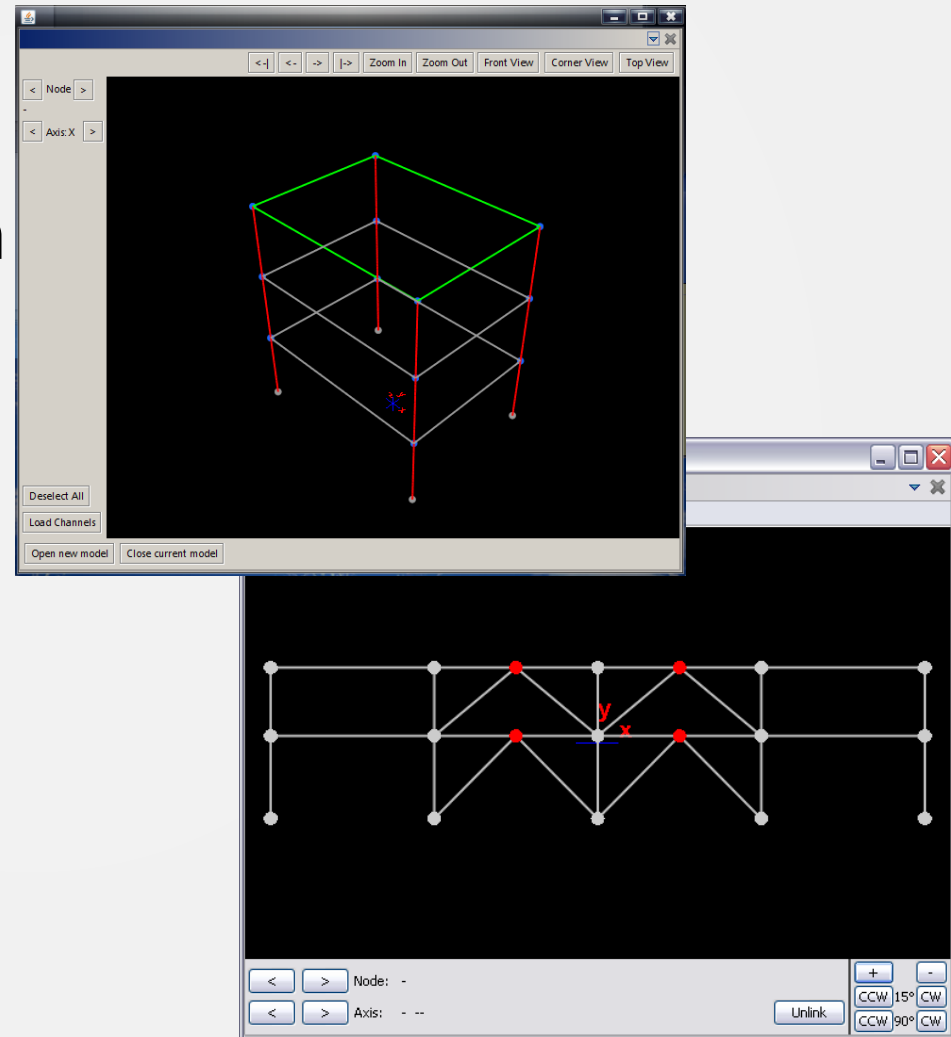 <-| <- -> |-> Zoom In Zoom Out Front View Corner View Top View
< Node >
-
< Axis: X >
Deselect All
Load Channels
Open new model Close current model
y
x
< > Node: -
< > Axis: - --
Unlink
+ -
CCW 15° CW
CCW 90° CW